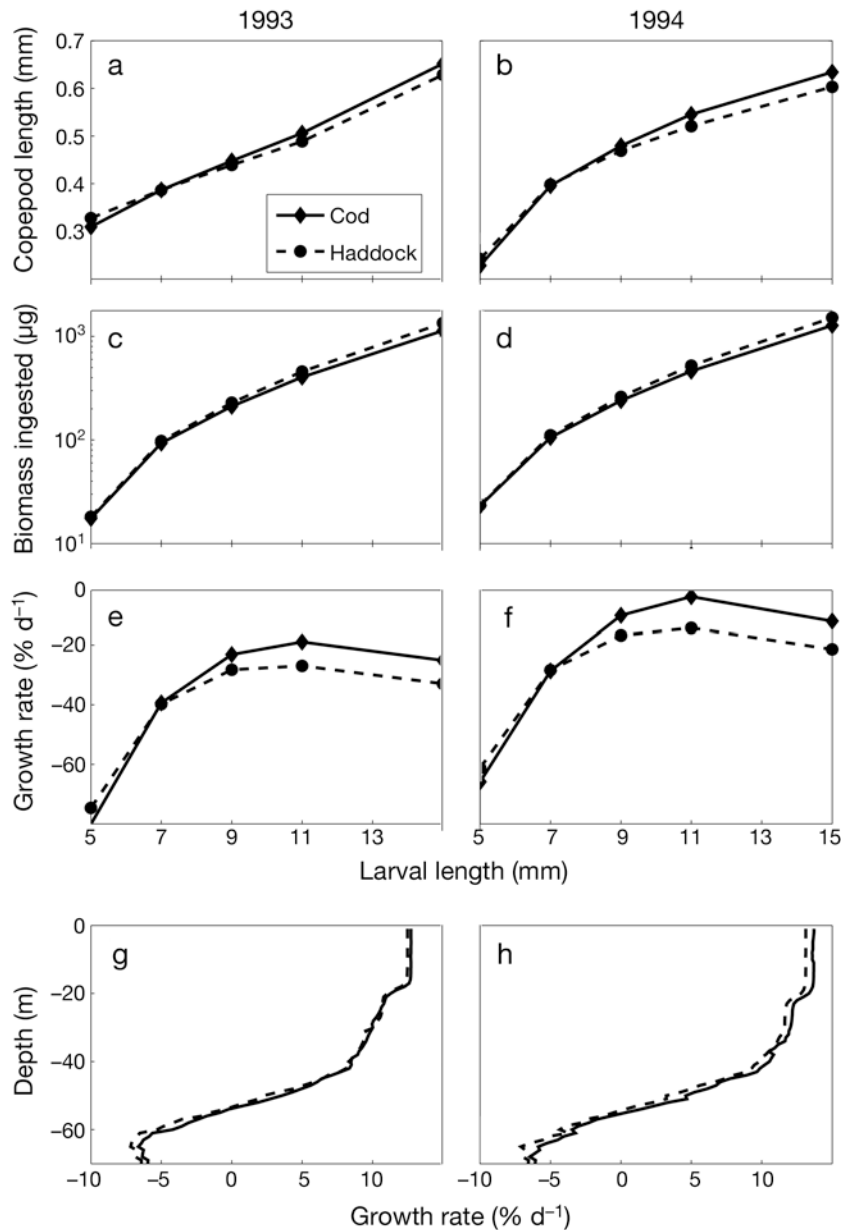 1993 1994
Copepod length (mm)
0.7
0.6
0.5
0.4
0.3
a
b
Cod
Haddock
Biomass ingested (µg)
10³
10²
10¹
c
d
Growth rate (% d⁻¹)
0
−20
−40
−60
e
f
5 7 9 11 13 5 7 9 11 13 15
Larval length (mm)
Depth (m)
0
−20
−40
−60
g
h
−10 −5 0 5 10 −10 −5 0 5 10
Growth rate (% d⁻¹)